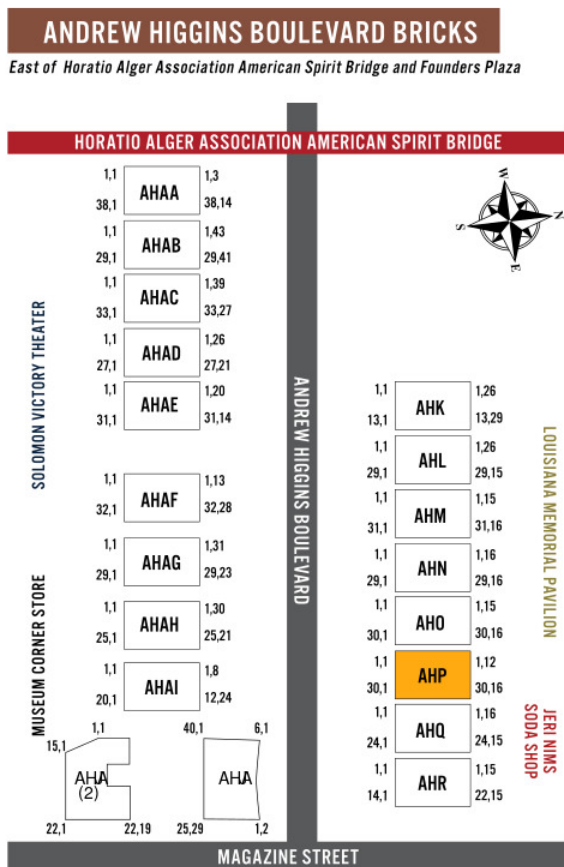 ANDREW HIGGINS BOULEVARD BRICKS
East of Horatio Alger Association American Spirit Bridge and Founders Plaza
HORATIO ALGER ASSOCIATION AMERICAN SPIRIT BRIDGE
W
N
S
E
1,1 AHAA 1,3
38,1 38,14
1,1 AHAB 1,43
29,1 29,41
1,1 AHAC 1,39
33,1 33,27
1,1 AHAD 1,26
27,1 27,21
1,1 AHAE 1,20
31,1 31,14
1,1 AHAF 1,13
32,1 32,28
1,1 AHAG 1,31
29,1 29,23
1,1 AHAH 1,30
25,1 25,21
1,1 AHAI 1,8
20,1 12,24
SOLOMON VICTORY THEATER
MUSEUM CORNER STORE
1,1
15,1
AHAJ
(2)
22,1 22,19
40,1 6,1
AHAJ
25,29 1,2
ANDREW HIGGINS BOULEVARD
1,1 AHK 1,26
13,1 13,29
1,1 AHL 1,26
29,1 29,15
1,1 AHM 1,15
31,1 31,16
1,1 AHN 1,16
29,1 29,16
1,1 AHO 1,15
30,1 30,16
1,1 AHP 1,12
30,1 30,16
1,1 AHQ 1,16
24,1 24,15
1,1 AHR 1,15
14,1 22,15
LOUISIANA MEMORIAL PAVILION
JERI NIMS
SODA SHOP
MAGAZINE STREET